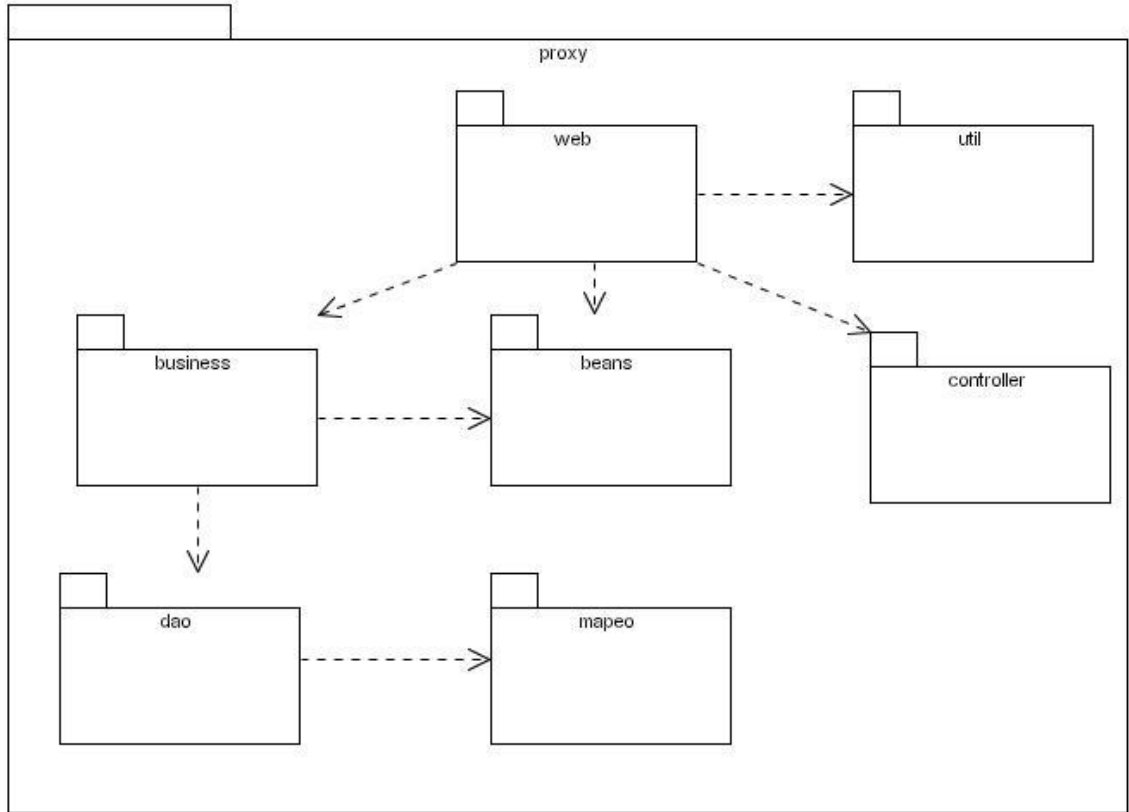 proxy
web
util
business
beans
controller
dao
mapeo